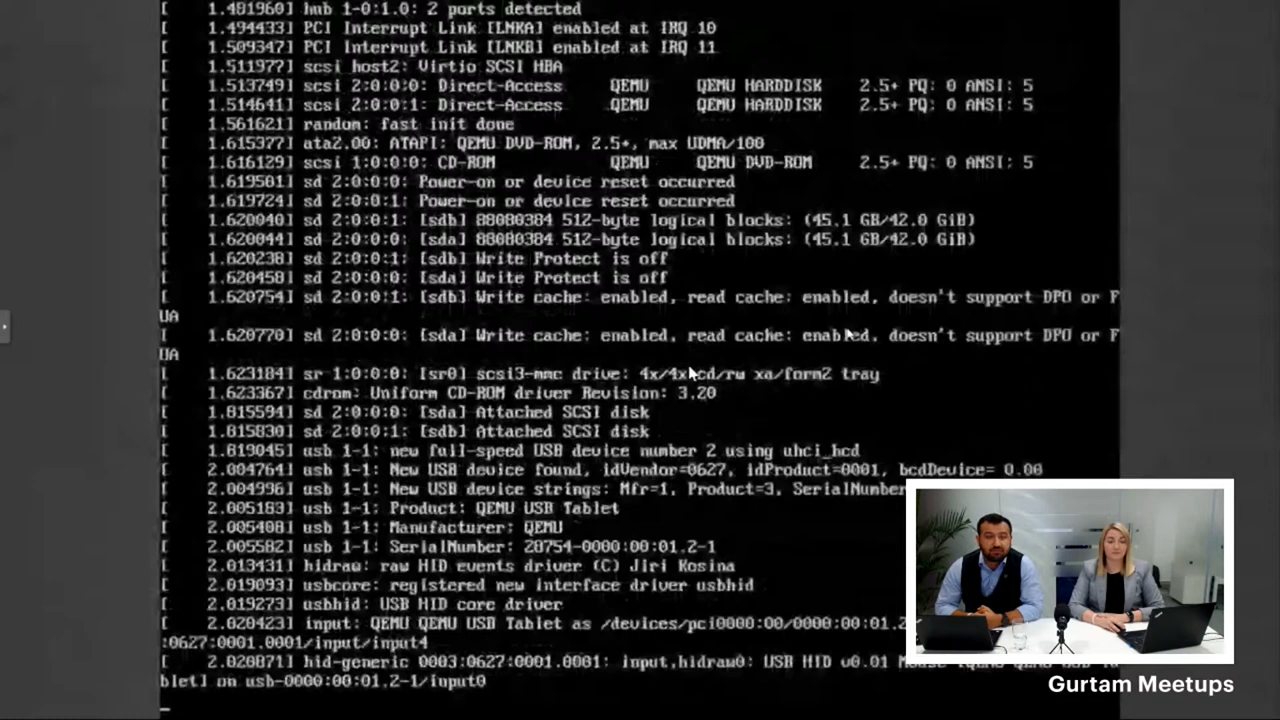 [    1.401960] hub 1-0:1.0: 2 ports detected
[    1.494433] PCI Interrupt Link [LNKA] enabled at IRQ 10
[    1.509347] PCI Interrupt Link [LNKB] enabled at IRQ 11
[    1.511977] scsi host2: Virtio SCSI HBA
[    1.513749] scsi 2:0:0:0: Direct-Access     QEMU     QEMU HARDDISK    2.5+ PQ: 0 ANSI: 5
[    1.514641] scsi 2:0:0:1: Direct-Access     QEMU     QEMU HARDDISK    2.5+ PQ: 0 ANSI: 5
[    1.561621] random: fast init done
[    1.615377] ata2.00: ATAPI: QEMU DVD-ROM, 2.5+, max UDMA/100
[    1.616129] scsi 1:0:0:0: CD-ROM            QEMU     QEMU DVD-ROM     2.5+ PQ: 0 ANSI: 5
[    1.619501] sd 2:0:0:0: Power-on or device reset occurred
[    1.619724] sd 2:0:0:1: Power-on or device reset occurred
[    1.620040] sd 2:0:0:1: [sdb] 88080384 512-byte logical blocks: (45.1 GB/42.0 GiB)
[    1.620044] sd 2:0:0:0: [sda] 88080384 512-byte logical blocks: (45.1 GB/42.0 GiB)
[    1.620238] sd 2:0:0:1: [sdb] Write Protect is off
[    1.620458] sd 2:0:0:0: [sda] Write Protect is off
[    1.620754] sd 2:0:0:1: [sdb] Write cache: enabled, read cache: enabled, doesn't support DPO or F
UA
[    1.620770] sd 2:0:0:0: [sda] Write cache: enabled, read cache: enabled, doesn't support DPO or F
UA
[    1.623184] sr 1:0:0:0: [sr0] scsi3-mmc drive: 4x/4x cd/rw xa/form2 tray
[    1.623367] cdrom: Uniform CD-ROM driver Revision: 3.20
[    1.815594] sd 2:0:0:0: [sda] Attached SCSI disk
[    1.815830] sd 2:0:0:1: [sdb] Attached SCSI disk
[    1.819045] usb 1-1: new full-speed USB device number 2 using uhci_hcd
[    2.004764] usb 1-1: New USB device found, idVendor=0627, idProduct=0001, bcdDevice= 0.00
[    2.004996] usb 1-1: New USB device strings: Mfr=1, Product=3, SerialNumber
[    2.005183] usb 1-1: Product: QEMU USB Tablet
[    2.005408] usb 1-1: Manufacturer: QEMU
[    2.005582] usb 1-1: SerialNumber: 28754-0000:00:01.2-1
[    2.013431] hidraw: raw HID events driver (C) Jiri Kosina
[    2.019093] usbcore: registered new interface driver usbhid
[    2.019273] usbhid: USB HID core driver
[    2.020423] input: QEMU QEMU USB Tablet as /devices/pci0000:00/0000:00:01.2
:0627:0001.0001/input/input4
[    2.020871] hid-generic 0003:0627:0001.0001: input,hidraw0: USB HID v0.01 Mouse
blet] on usb-0000:00:01.2-1/input0
_
Gurtam Meetups